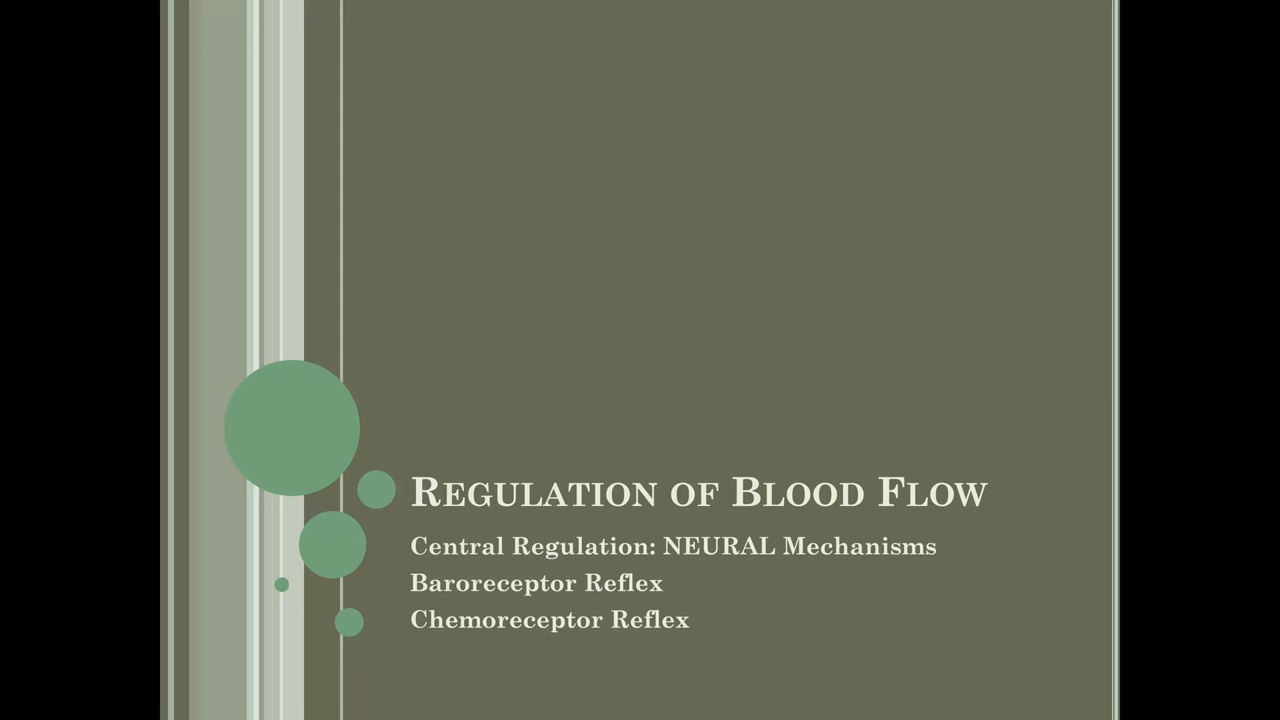 Regulation of Blood Flow
Central Regulation: NEURAL Mechanisms
Baroreceptor Reflex
Chemoreceptor Reflex